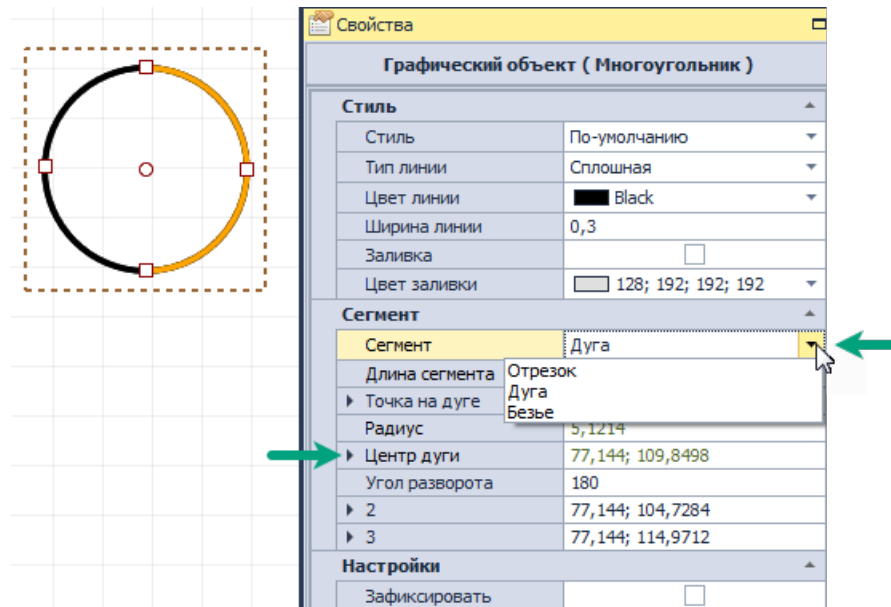 Свойства
Графический объект ( Многоугольник )
Стиль
Стиль По-умолчанию
Тип линии Сплошная
Цвет линии Black
Ширина линии 0,3
Заливка
Цвет заливки 128; 192; 192; 192
Сегмент
Сегмент Дуга
Длина сегмента Отрезок
Дуга
Точка на дуге Безье
Радиус 5,1214
Центр дуги 77,144; 109,8498
Угол разворота 180
2 77,144; 104,7284
3 77,144; 114,9712
Настройки
Зафиксировать